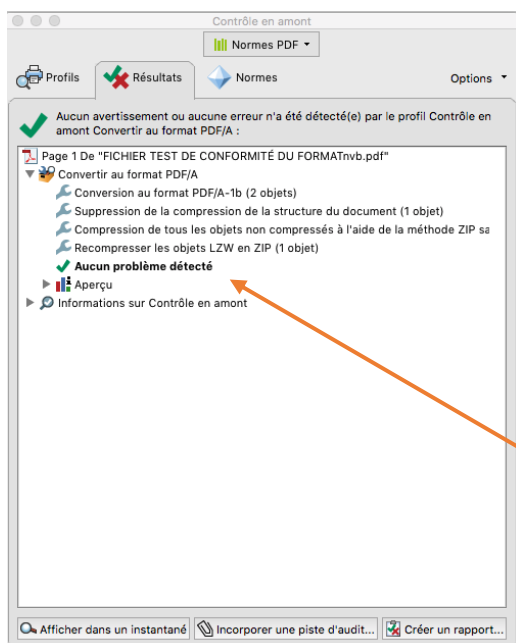 Contrôle en amont
Normes PDF
Profils
Résultats
Normes
Options
Aucun avertissement ou aucune erreur n'a été détecté(e) par le profil Contrôle en
amont Convertir au format PDF/A :
Page 1 De "FICHIER TEST DE CONFORMITÉ DU FORMATnvb.pdf"
Convertir au format PDF/A
Conversion au format PDF/A-1b (2 objets)
Suppression de la compression de la structure du document (1 objet)
Compression de tous les objets non compressés à l'aide de la méthode ZIP sa
Recompresser les objets LZW en ZIP (1 objet)
Aucun problème détecté
Aperçu
Informations sur Contrôle en amont
Afficher dans un instantané
Incorporer une piste d'audit...
Créer un rapport...